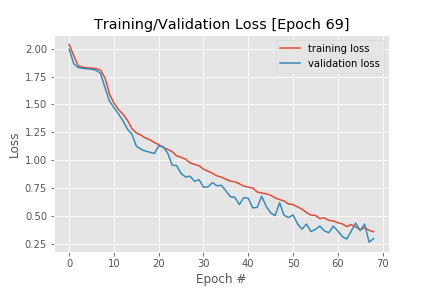 Training/Validation Loss [Epoch 69]
training loss
validation loss
Loss
2.00
1.75
1.50
1.25
1.00
0.75
0.50
0.25
0 10 20 30 40 50 60 70
Epoch #